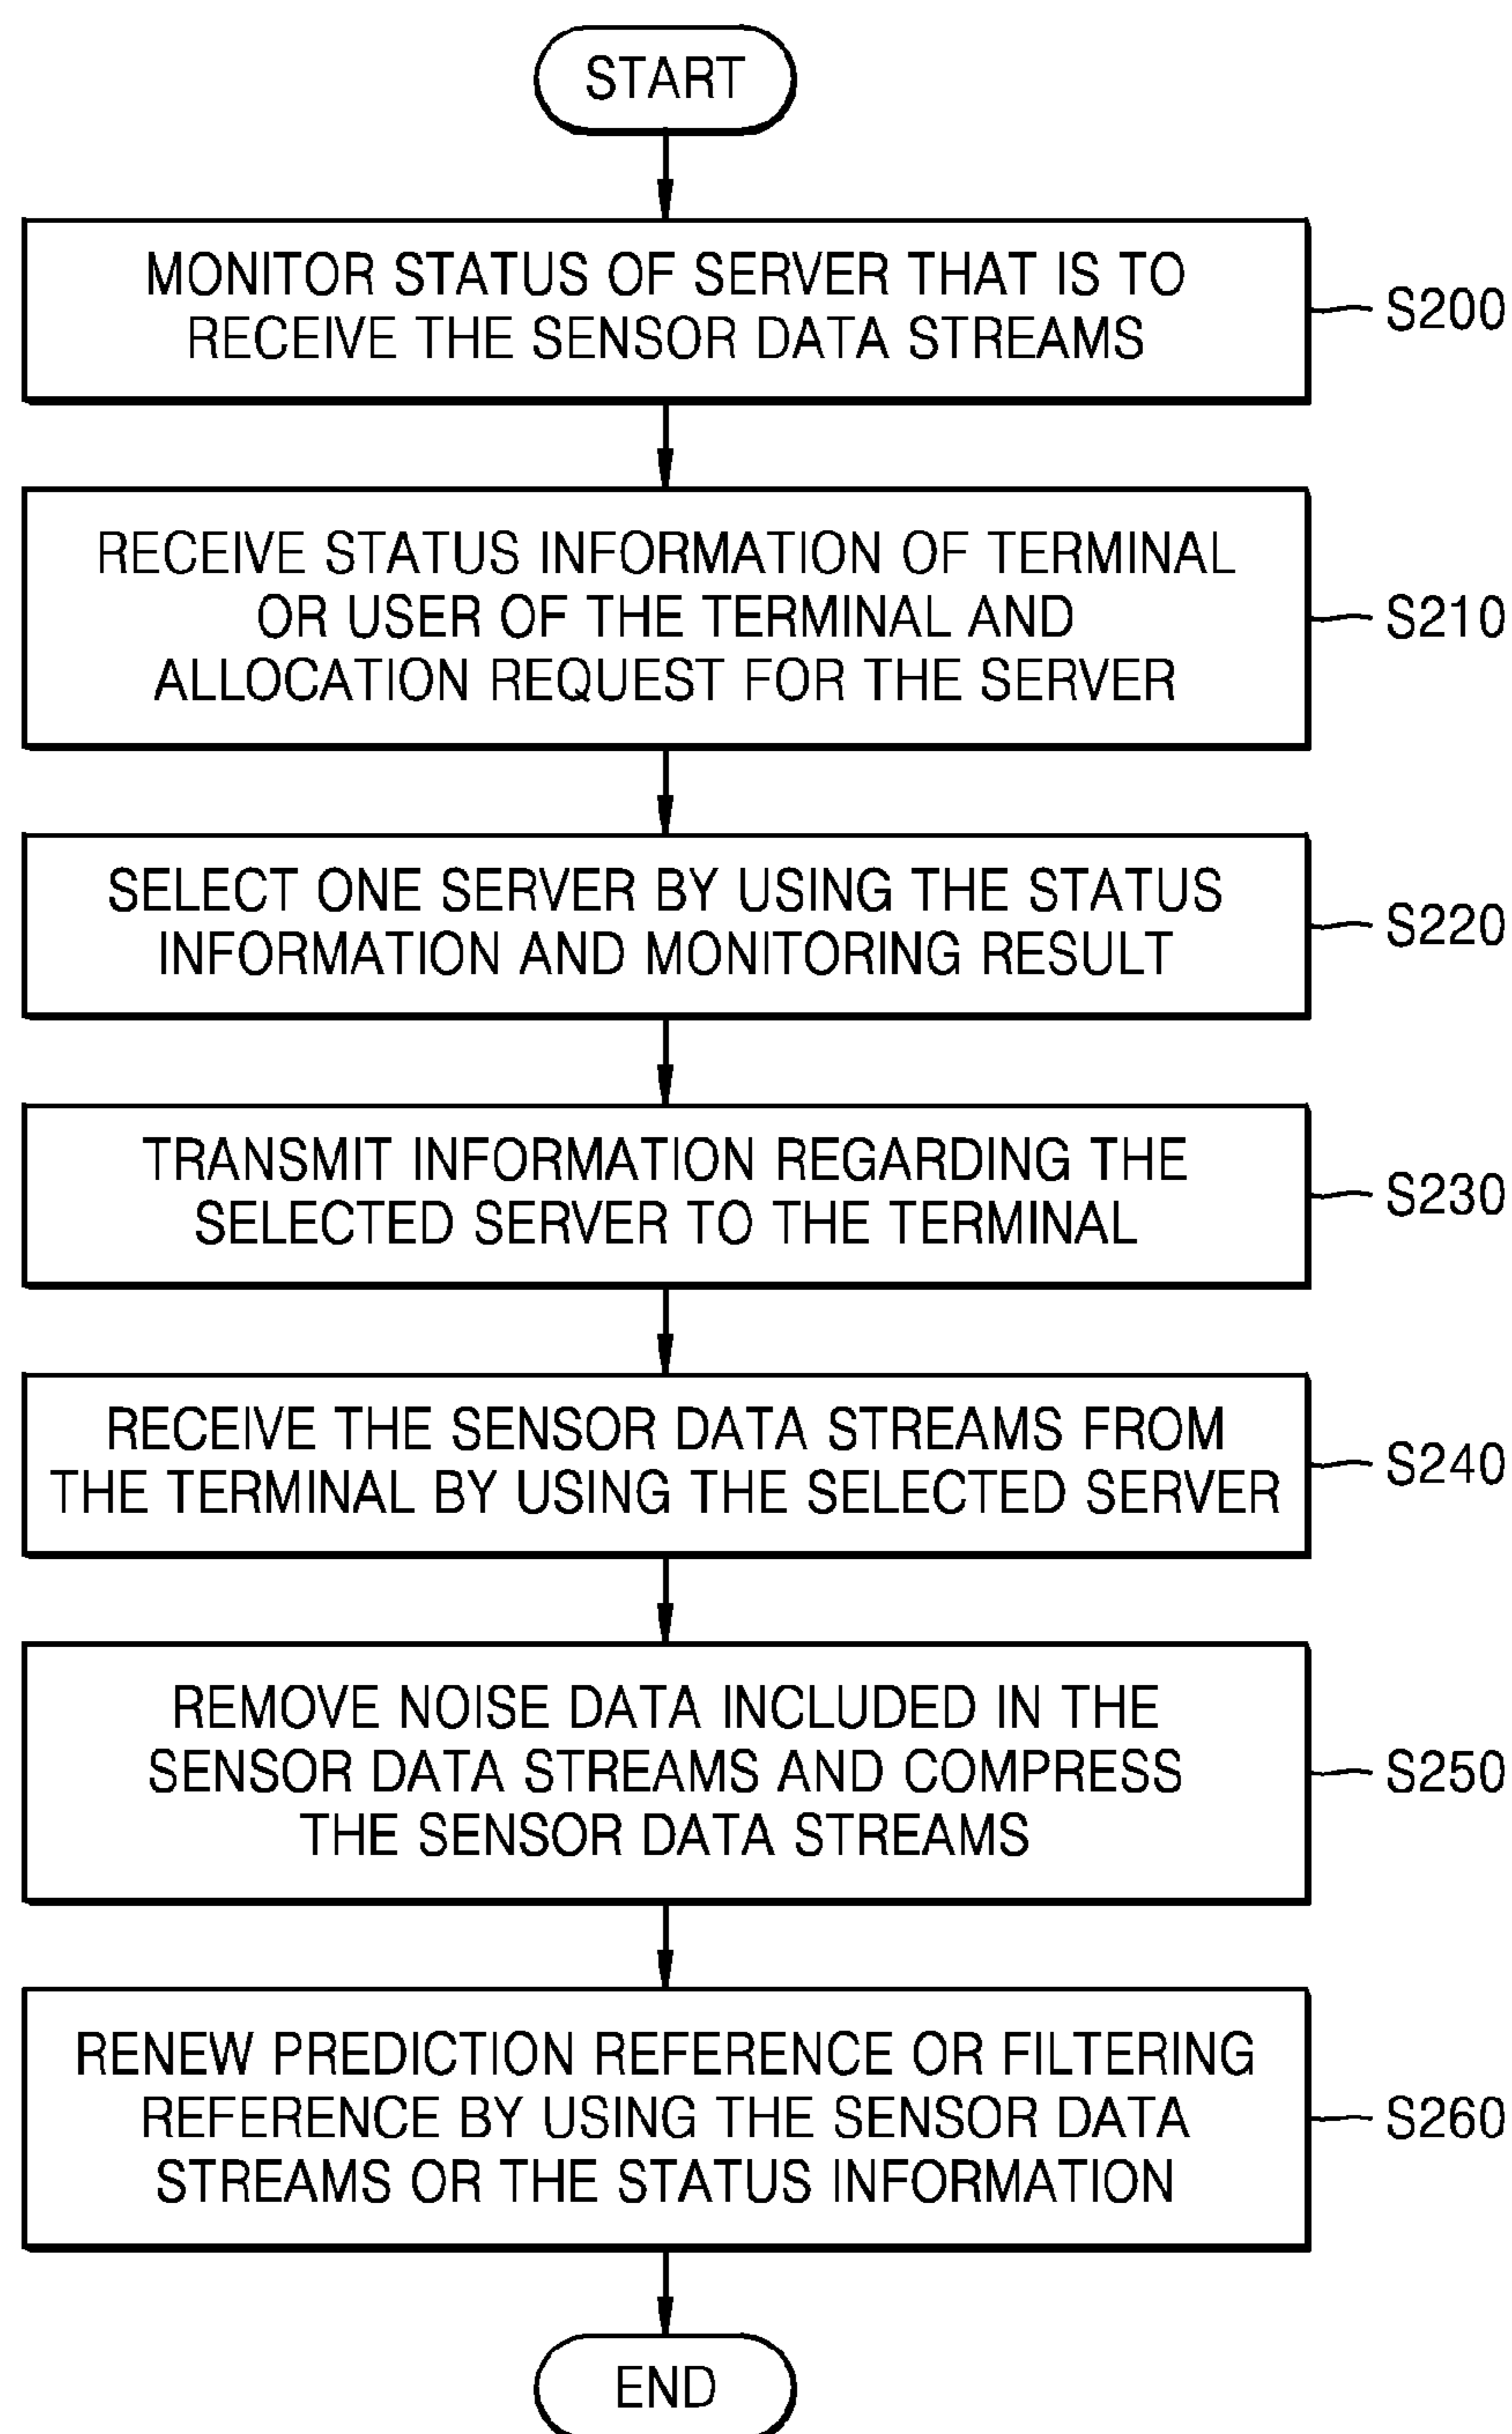 START
MONITOR STATUS OF SERVER THAT IS TO
RECEIVE THE SENSOR DATA STREAMS
S200
RECEIVE STATUS INFORMATION OF TERMINAL
OR USER OF THE TERMINAL AND
ALLOCATION REQUEST FOR THE SERVER
S210
SELECT ONE SERVER BY USING THE STATUS
INFORMATION AND MONITORING RESULT
S220
TRANSMIT INFORMATION REGARDING THE
SELECTED SERVER TO THE TERMINAL
S230
RECEIVE THE SENSOR DATA STREAMS FROM
THE TERMINAL BY USING THE SELECTED SERVER
S240
REMOVE NOISE DATA INCLUDED IN THE
SENSOR DATA STREAMS AND COMPRESS
THE SENSOR DATA STREAMS
S250
RENEW PREDICTION REFERENCE OR FILTERING
REFERENCE BY USING THE SENSOR DATA
STREAMS OR THE STATUS INFORMATION
S260
END